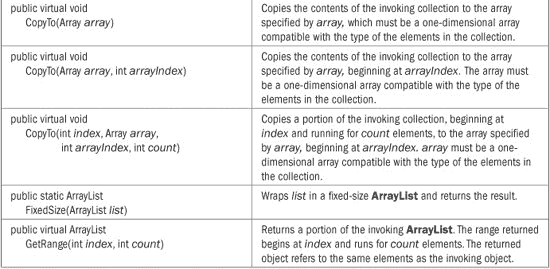 public virtual void
CopyTo(Array array)
Copies the contents of the invoking collection to the array
specified by array, which must be a one-dimensional array
compatible with the type of the elements in the collection.
public virtual void
CopyTo(Array array, int arrayIndex)
Copies the contents of the invoking collection to the array
specified by array, beginning at arrayIndex. The array must
be a one-dimensional array compatible with the type of the
elements in the collection.
public virtual void
CopyTo(int index, Array array,
int arrayIndex, int count)
Copies a portion of the invoking collection, beginning at
index and running for count elements, to the array specified
by array, beginning at arrayIndex. array must be a one-
dimensional array compatible with the type of the elements in
the collection.
public static ArrayList
FixedSize(ArrayList list)
Wraps list in a fixed-size ArrayList and returns the result.
public virtual ArrayList
GetRange(int index, int count)
Returns a portion of the invoking ArrayList. The range returned
begins at index and runs for count elements. The returned
object refers to the same elements as the invoking object.